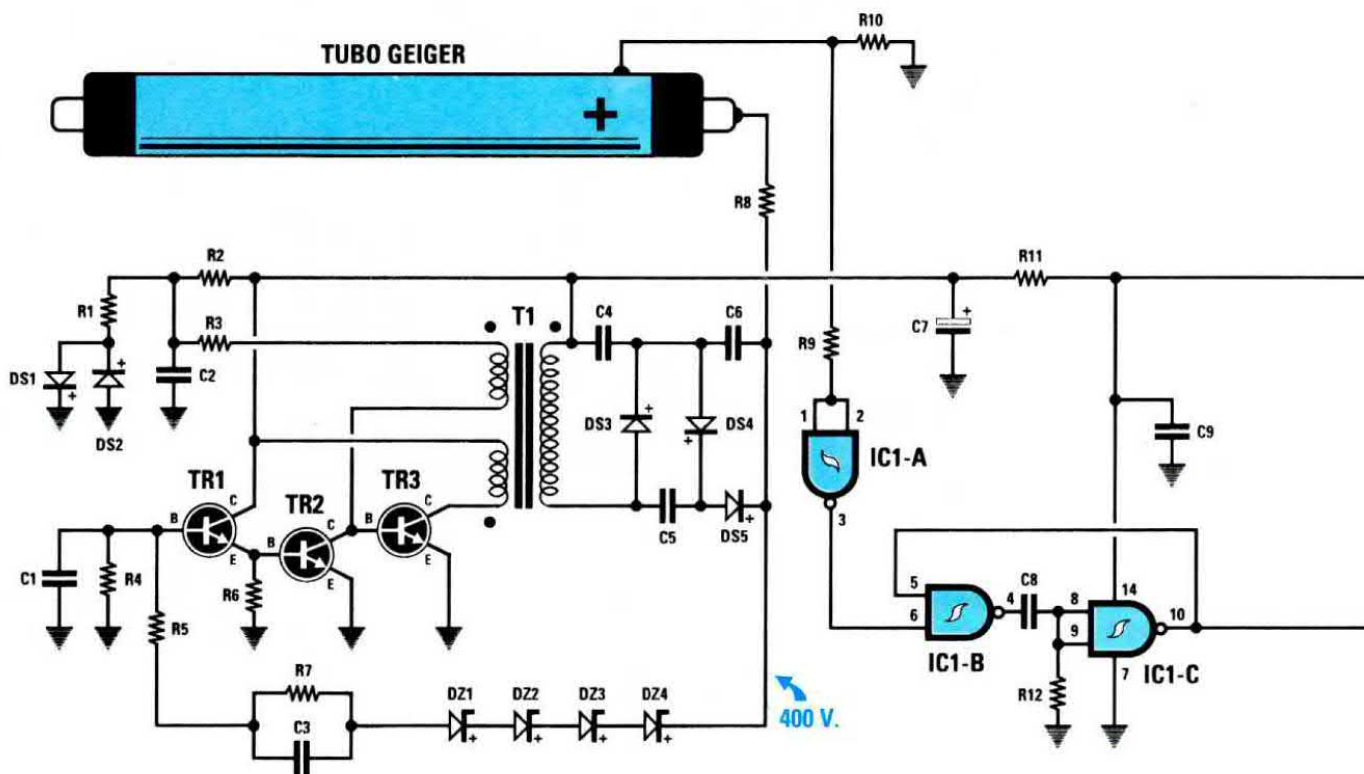 R10
TUBO GEIGER
+
R8
R2
R11
R1
R3
T1
C4
C6
+
C7
R9
DS1
+
+
C2
DS2
DS3
+
DS4
+
1
2
C9
IC1-A
TR1
TR2
TR3
C
B
E
C
B
E
C
B
E
3
C5
DS5
+
C1
R4
R6
R5
5
6
4
C8
8
9
14
10
7
IC1-B
IC1-C
R12
R7
C3
DZ1
+
DZ2
+
DZ3
+
DZ4
+
400 V.